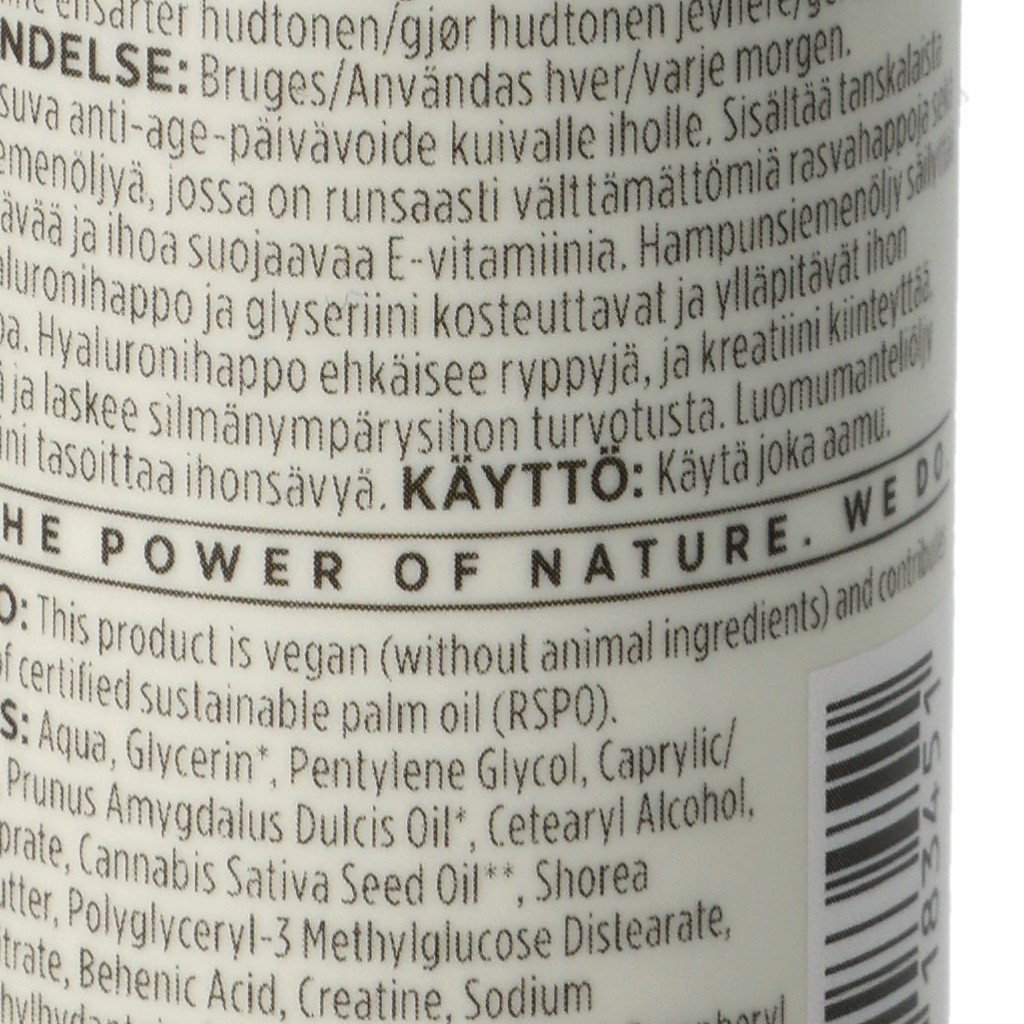 hudtonen/gjør hudtonen
NDELSE: Bruges/Användas hver/varje morgen.
suva anti-age-päivävoide kuivalle iholle. Sisältää tanskalaista
emenöljyä, jossa on runsaasti välttämättömiä rasvahappoja sekä
ävää ja ihoa suojaavaa E-vitamiinia. Hampunsiemenöljy
aluronihappo ja glyseriini kosteuttavat ja ylläpitävät ihon
pa. Hyaluronihappo ehkäisee ryppyjä, ja kreatiini kiinteyttää
ja laskee silmänympärysihon turvotusta. Luomumanteliöljy
ini tasoittaa ihonsävyä. KÄYTTÖ: Käytä joka aamu.
HE POWER OF NATURE. WE DO
O: This product is vegan (without animal ingredients) and contributes
of certified sustainable palm oil (RSPO).
S: Aqua, Glycerin*, Pentylene Glycol, Caprylic/
Prunus Amygdalus Dulcis Oil*, Cetearyl Alcohol,
prate, Cannabis Sativa Seed Oil**, Shorea
utter, Polyglyceryl-3 Methylglucose Distearate,
itrate, Behenic Acid, Creatine, Sodium
183451